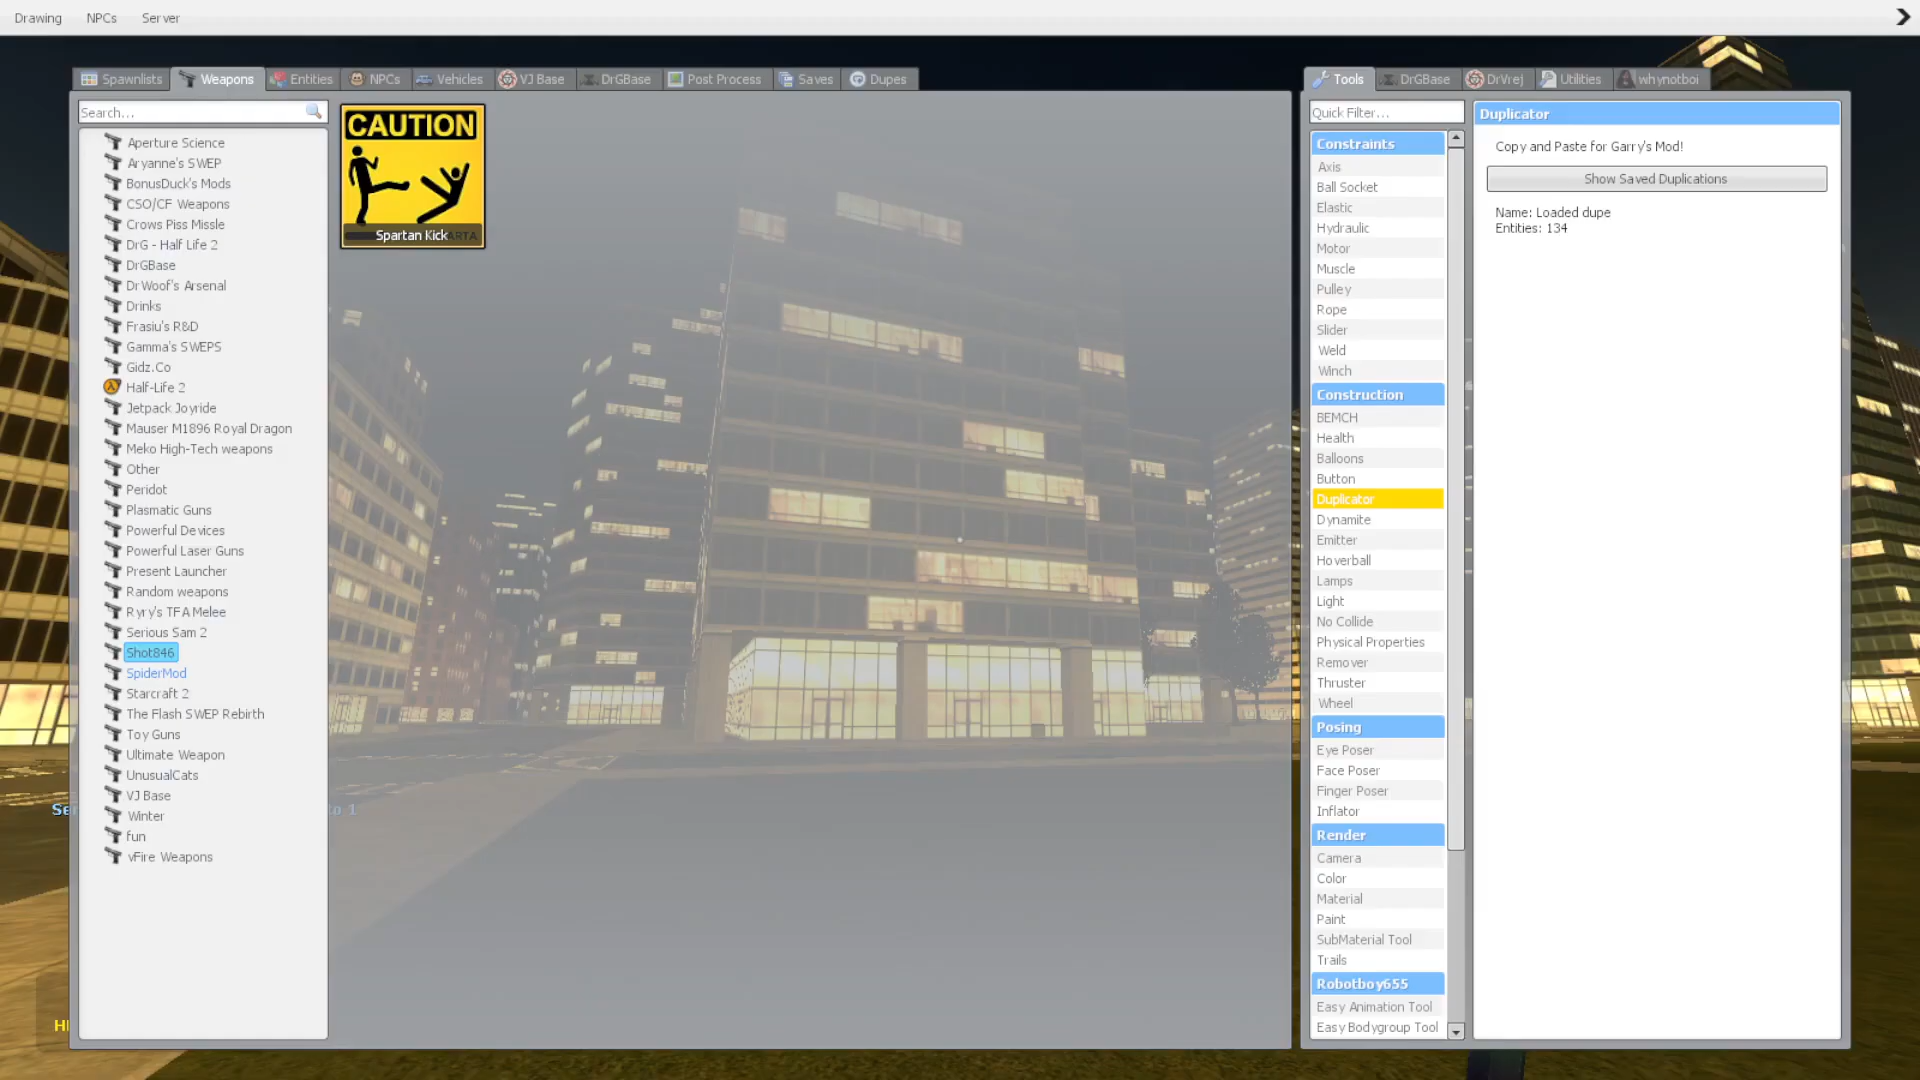 Drawing NPCs Server
Spawnlists Weapons Entities NPCs Vehicles VJ Base DrGBase Post Process Saves Dupes
Search...
Aperture Science
Aryanne's SWEP
BonusDuck's Mods
CSO/CF Weapons
Crows Piss Missle
DrG - Half Life 2
DrGBase
DrWoof's Arsenal
Drinks
Frasiu's R&D
Gamma's SWEPS
Gidz.Co
Half-Life 2
Jetpack Joyride
Mauser M1896 Royal Dragon
Meko High-Tech weapons
Other
Peridot
Plasmatic Guns
Powerful Devices
Powerful Laser Guns
Present Launcher
Random weapons
Ryry's TFA Melee
Serious Sam 2
Shot846
SpiderMod
Starcraft 2
The Flash SWEP Rebirth
Toy Guns
Ultimate Weapon
UnusualCats
VJ Base
Winter
fun
vFire Weapons
CAUTION
Spartan Kick
Tools DrGBase DrVrej Utilities whynotboi
Quick Filter...
Constraints
Axis
Ball Socket
Elastic
Hydraulic
Motor
Muscle
Pulley
Rope
Slider
Weld
Winch
Construction
BEMCH
Health
Balloons
Button
Duplicator
Dynamite
Emitter
Hoverball
Lamps
Light
No Collide
Physical Properties
Remover
Thruster
Wheel
Posing
Eye Poser
Face Poser
Finger Poser
Inflator
Render
Camera
Color
Material
Paint
SubMaterial Tool
Trails
Robotboy655
Easy Animation Tool
Easy Bodygroup Tool
Duplicator
Copy and Paste for Garry's Mod!
Show Saved Duplications
Name: Loaded dupe
Entities: 134